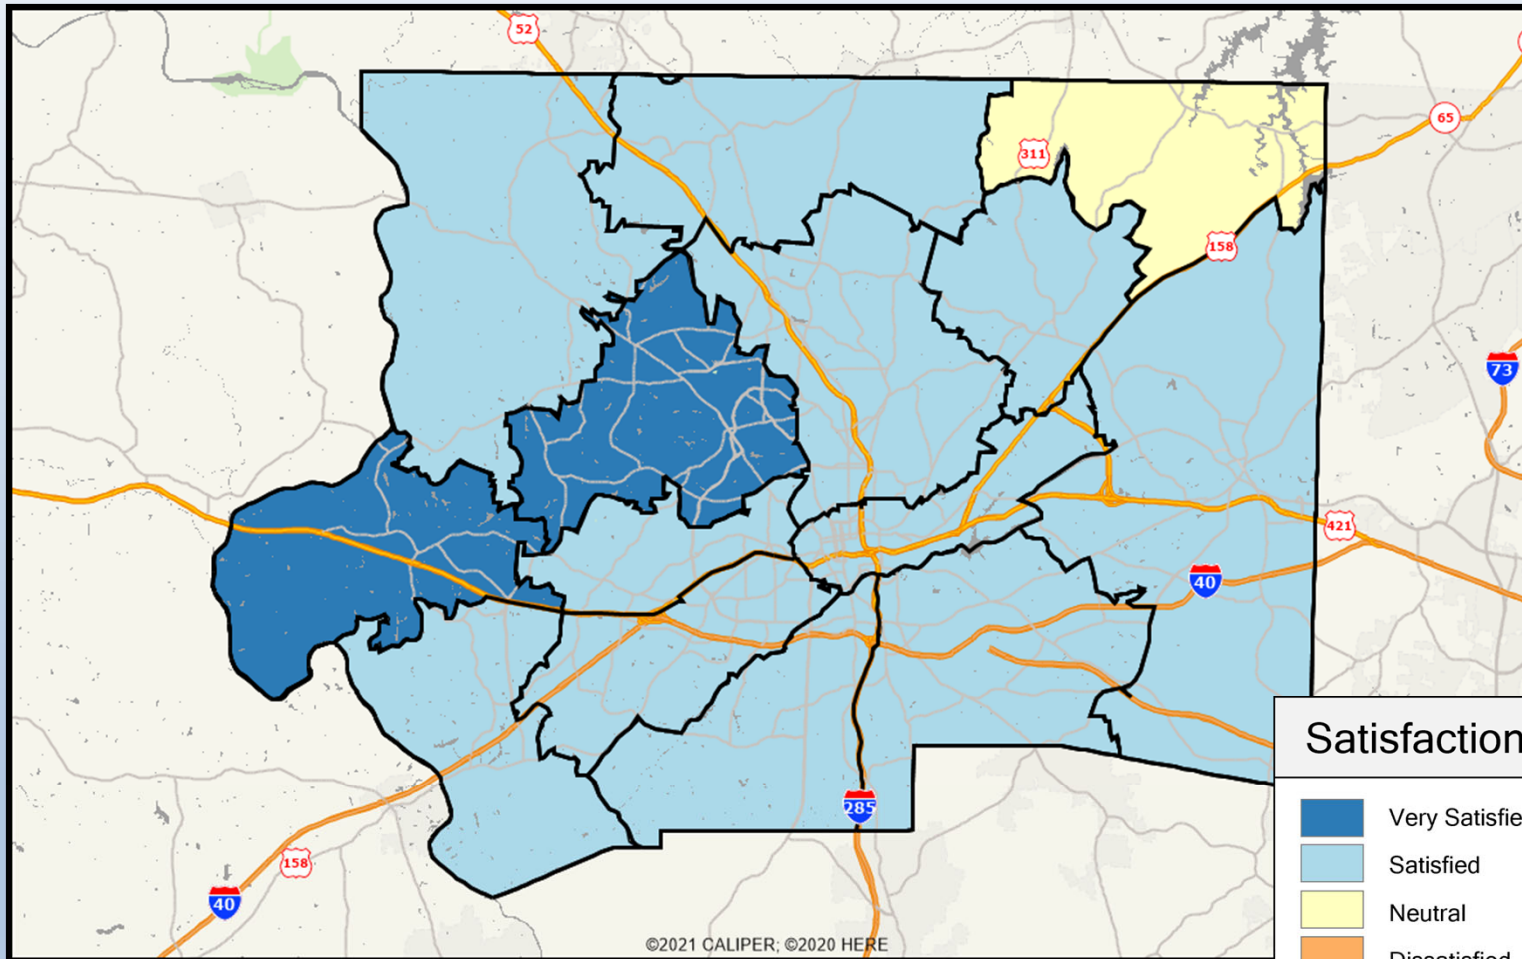 52
65
311
158
73
421
40
Satisfaction
285
Very Satisfie
158
Satisfied
40
Neutral
©2021 CALIPER; ©2020 HERE
Dissatisfied